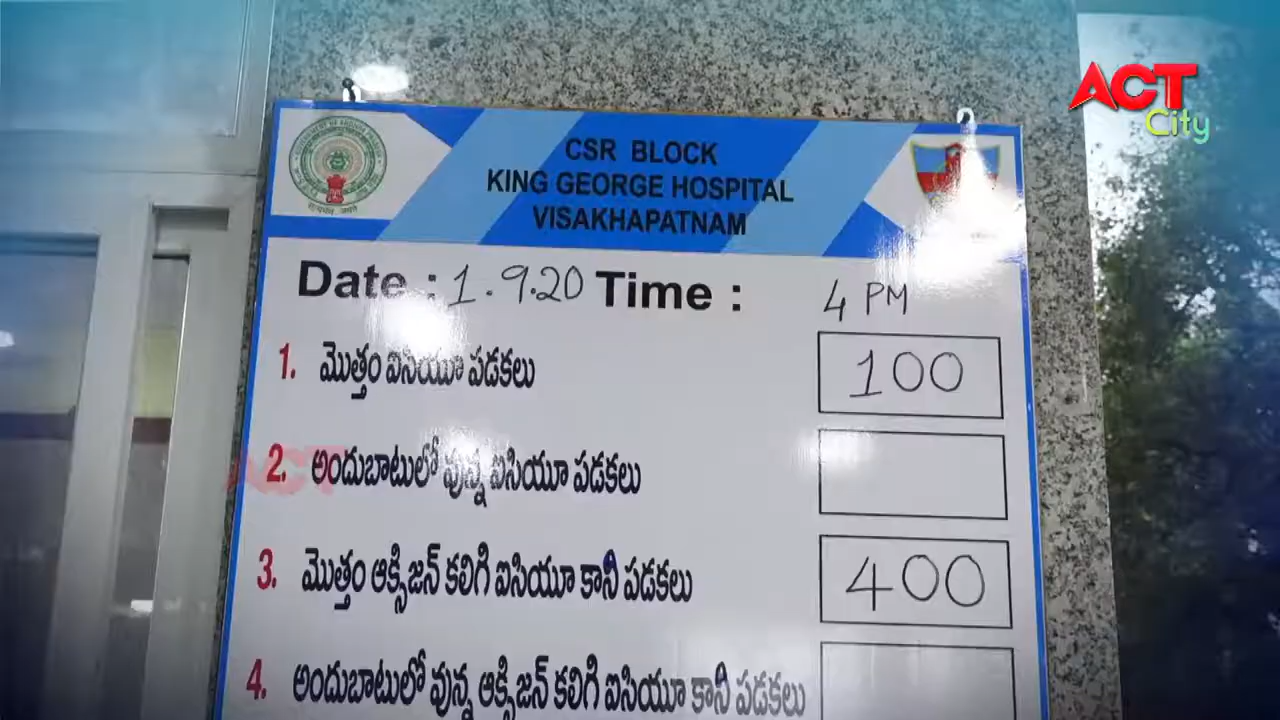 ACT
City
CSR BLOCK
KING GEORGE HOSPITAL
VISAKHAPATNAM
Date : 1.9.20 Time : 4 PM
1. మొత్తం ఐసియూ పడకలు 100
2. అందుబాటులో వున్న ఐసియూ పడకలు
3. మొత్తం ఆక్సిజన్ కలిగి ఐసియూ కాని పడకలు 400
4. అందుబాటులో వున్న ఆక్సిజన్ కలిగి ఐసియూ కాని పడకలు